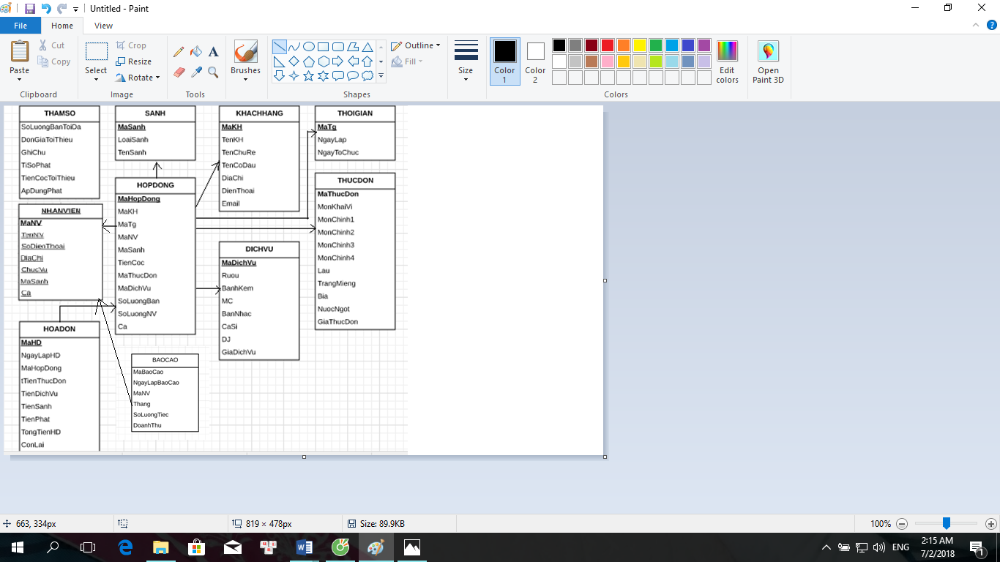 Untitled - Paint
File
Home
View
Paste
Cut
Copy
Clipboard
Select
Crop
Resize
Rotate
Image
A
Tools
Brushes
Outline
Fill
Shapes
Size
Color
1
Color
2
Edit
colors
Colors
Open
Paint 3D
THAMSO
SoLuongBanToiDa
DonGiaToiThieu
GhiChu
TiSoPhat
TienCocToiThieu
ApDungPhat
SANH
MaSanh
LoaiSanh
TenSanh
KHACHHANG
MaKH
TenKH
TenChuRe
TenCoDau
DiaChi
DienThoai
Email
THOIGIAN
MaTg
NgayLap
NgayToChuc
HOPDONG
MaHopDong
MaKH
MaTg
MaNV
MaSanh
TienCoc
MaThucDon
MaDichVu
SoLuongBan
SoLuongNV
Ca
THUCDON
MaThucDon
MonKhaiVi
MonChinh1
MonChinh2
MonChinh3
MonChinh4
Lau
TrangMieng
Bia
NuocNgot
GiaThucDon
NHANVIEN
MaNV
TenNV
SoDienThoai
DiaChi
ChucVu
MaSanh
Ca
DICHVU
MaDichVu
Ruou
BanhKem
MC
BanNhac
CaSi
DJ
GiaDichVu
HOADON
MaHD
NgayLapHD
MaHopDong
tTienThucDon
TienDichVu
TienSanh
TienPhat
TongTienHD
ConLai
BAOCAO
MaBaoCao
NgayLapBaoCao
MaNV
Thang
SoLuongTiec
DoanhThu
663, 334px
819 × 478px
Size: 89.9KB
100%
ENG
2:15 AM
7/2/2018
1